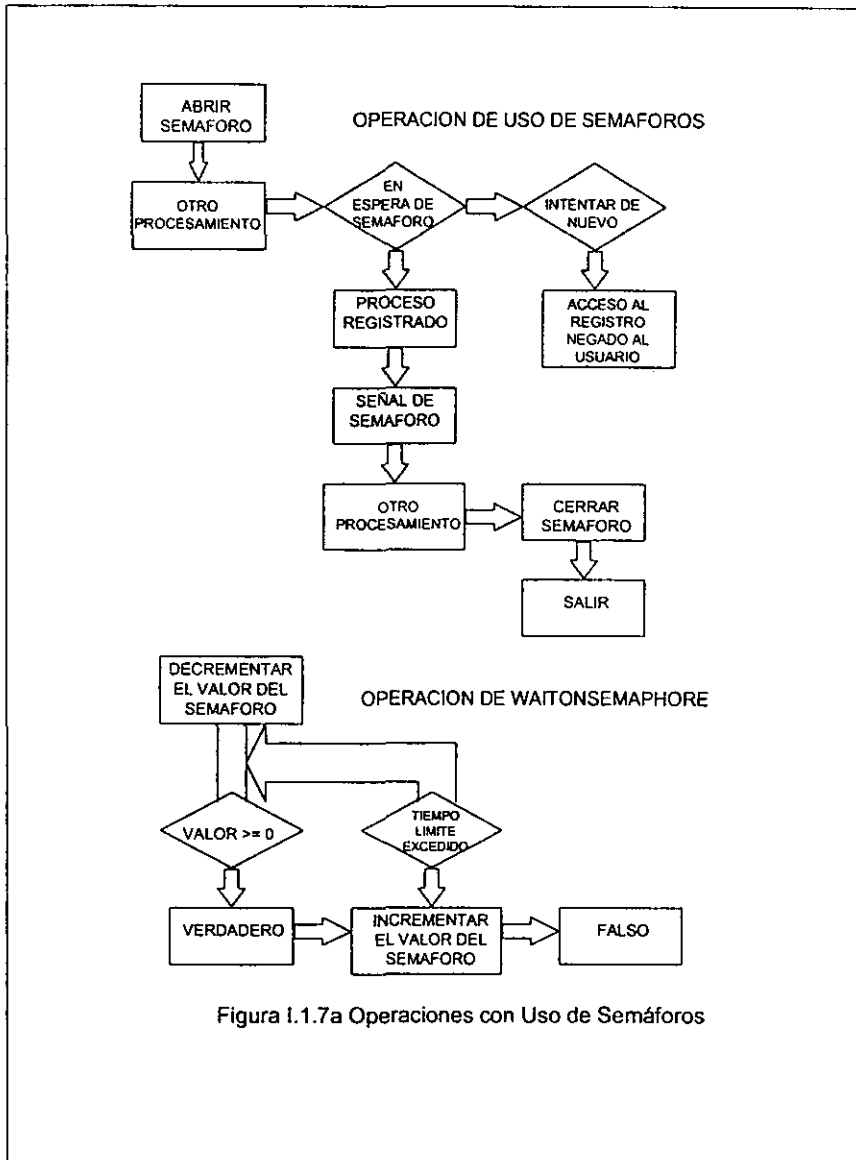 ABRIR
SEMAFORO
OPERACION DE USO DE SEMAFOROS
OTRO
PROCESAMIENTO
EN
ESPERA DE
SEMAFORO
INTENTAR DE
NUEVO
PROCESO
REGISTRADO
ACCESO AL
REGISTRO
NEGADO AL
USUARIO
SEÑAL DE
SEMAFORO
OTRO
PROCESAMIENTO
CERRAR
SEMAFORO
SALIR
DECREMENTAR
EL VALOR DEL
SEMAFORO
OPERACION DE WAITONSEMAPHORE
VALOR >= 0
TIEMPO
LIMITE
EXCEDIDO
VERDADERO
INCREMENTAR
EL VALOR DEL
SEMAFORO
FALSO
Figura I.1.7a Operaciones con Uso de Semáforos